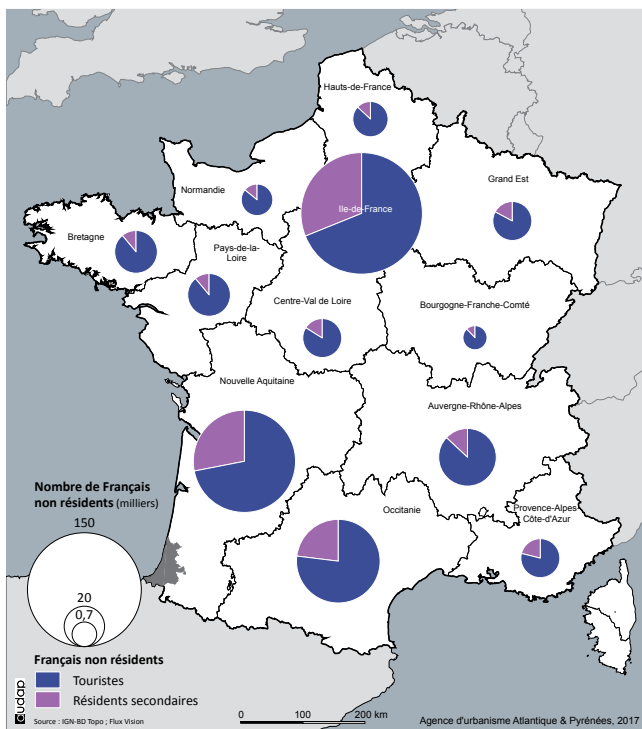 Hauts-de-France
Normandie
Ile-de-France
Grand Est
Bretagne
Pays-de-la-
Loire
Centre-Val de Loire
Bourgogne-Franche-Comté
Nouvelle Aquitaine
Auvergne-Rhône-Alpes
Occitanie
Provence-Alpes
Côte-d'Azur
Nombre de Français
non résidents (milliers)
150
20
0,7
Français non résidents
Touristes
Résidents secondaires
audap
Source : IGN-BD Topo ; Flux Vision
0 100 200 km
Agence d'urbanisme Atlantique & Pyrénées, 2017